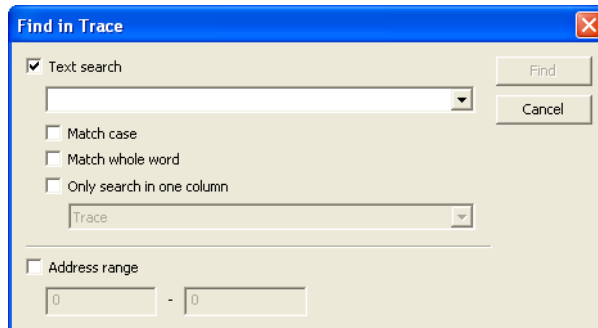 Find in Trace
Text search
Find
Cancel
Match case
Match whole word
Only search in one column
Trace
Address range
0 - 0